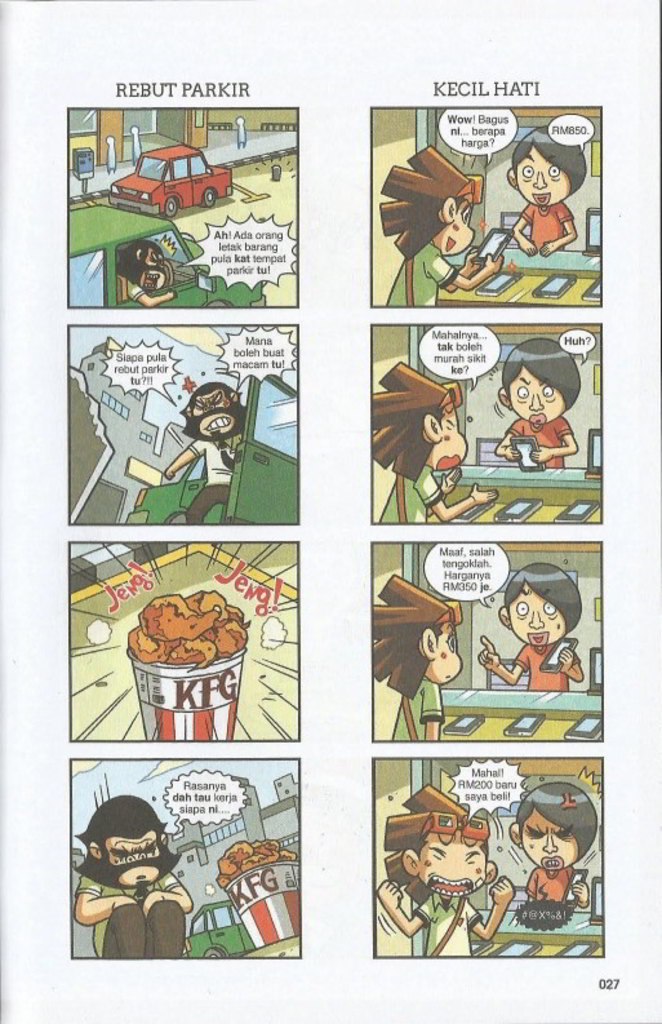 REBUT PARKIR
Ah! Ada orang
letak barang
pula kat tempat
parkir tu!
Siapa pula
rebut parkir
tu?!!
Mana
boleh buat
macam tu!
Jeng!
Jeng!
KFG
Rasanya
dah tau kerja
siapa ni....
KFG
KECIL HATI
Wow! Bagus
ni... berapa
harga?
RM850.
Mahalnya...
tak boleh
murah sikit
ke?
Huh?
Maaf, salah
tengoklah.
Harganya
RM350 je.
Mahal!
RM200 baru
saya beli!
#@X%&!
027